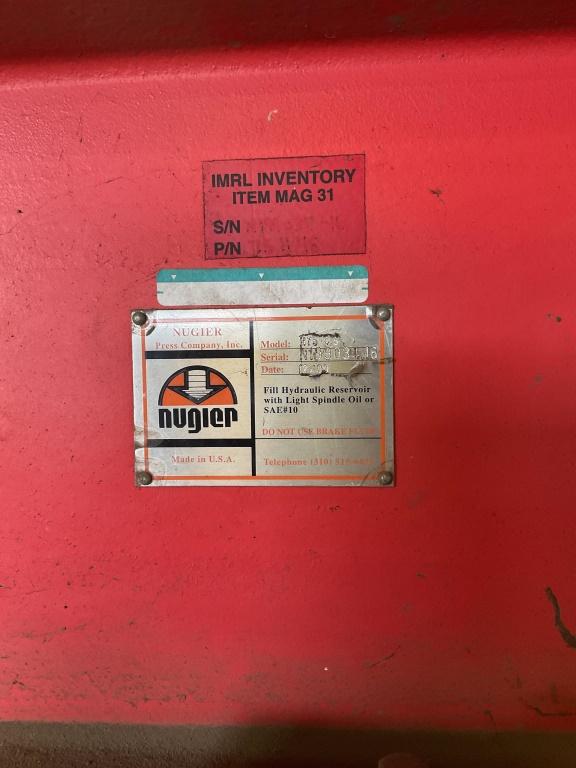 IMRL INVENTORY
ITEM MAG 31
S/N
P/N
NUGIER
Press Company, Inc.
nugier
Made in U.S.A.
Model:
Serial:
Date:
Fill Hydraulic Reservoir
with Light Spindle Oil or
SAE#10
DO NOT USE BRAKE FLUID
Telephone (310)